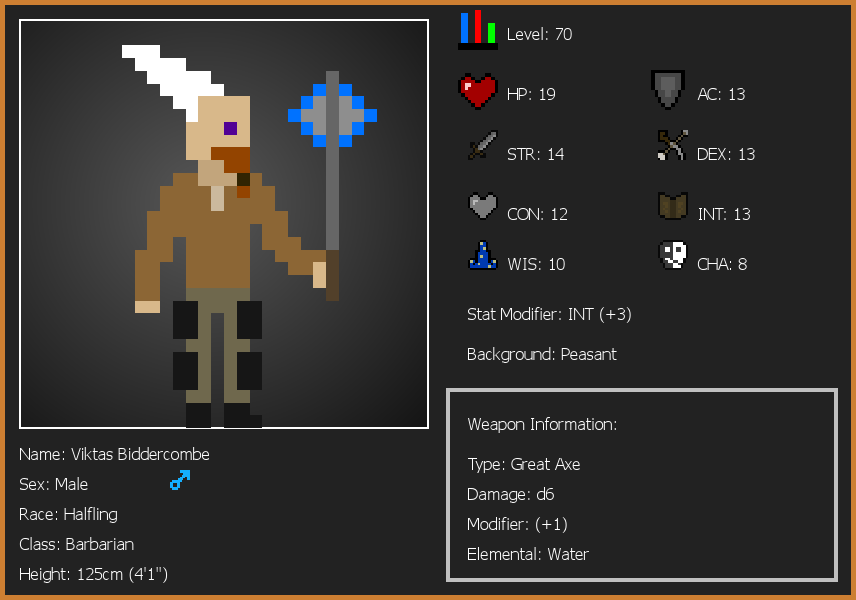 Level: 70
HP: 19
AC: 13
STR: 14
DEX: 13
CON: 12
INT: 13
WIS: 10
CHA: 8
Stat Modifier: INT (+3)
Background: Peasant
Weapon Information:
Type: Great Axe
Damage: d6
Modifier: (+1)
Elemental: Water
Name: Viktas Biddercombe
Sex: Male
Race: Halfling
Class: Barbarian
Height: 125cm (4'1")